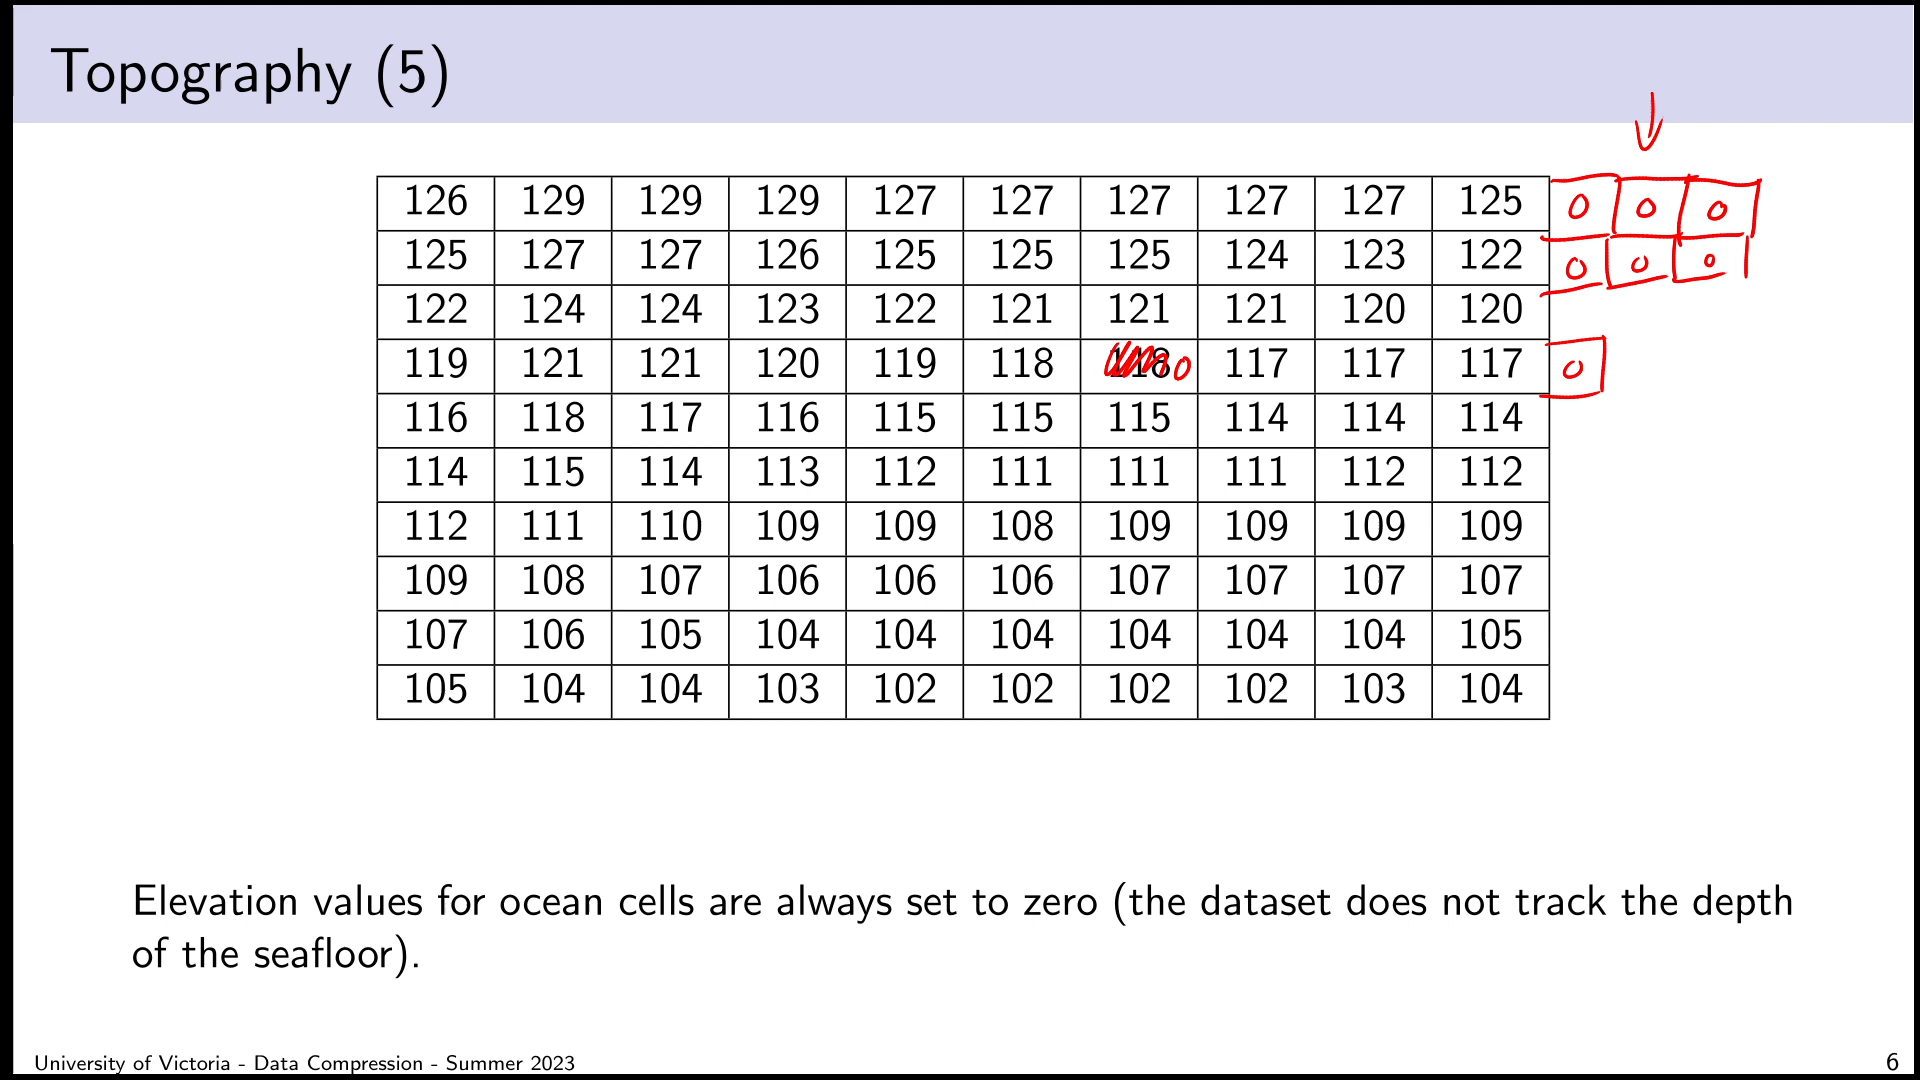 Topography (5)
126 129 129 129 127 127 127 127 127 125 0 0 0
125 127 127 126 125 125 125 124 123 122 0 0 0
122 124 124 123 122 121 121 121 120 120
119 121 121 120 119 118 118 0 117 117 117 0
116 118 117 116 115 115 115 114 114 114
114 115 114 113 112 111 111 111 112 112
112 111 110 109 109 108 109 109 109 109
109 108 107 106 106 106 107 107 107 107
107 106 105 104 104 104 104 104 104 105
105 104 104 103 102 102 102 102 103 104
Elevation values for ocean cells are always set to zero (the dataset does not track the depth
of the seafloor).
University of Victoria - Data Compression - Summer 2023 6